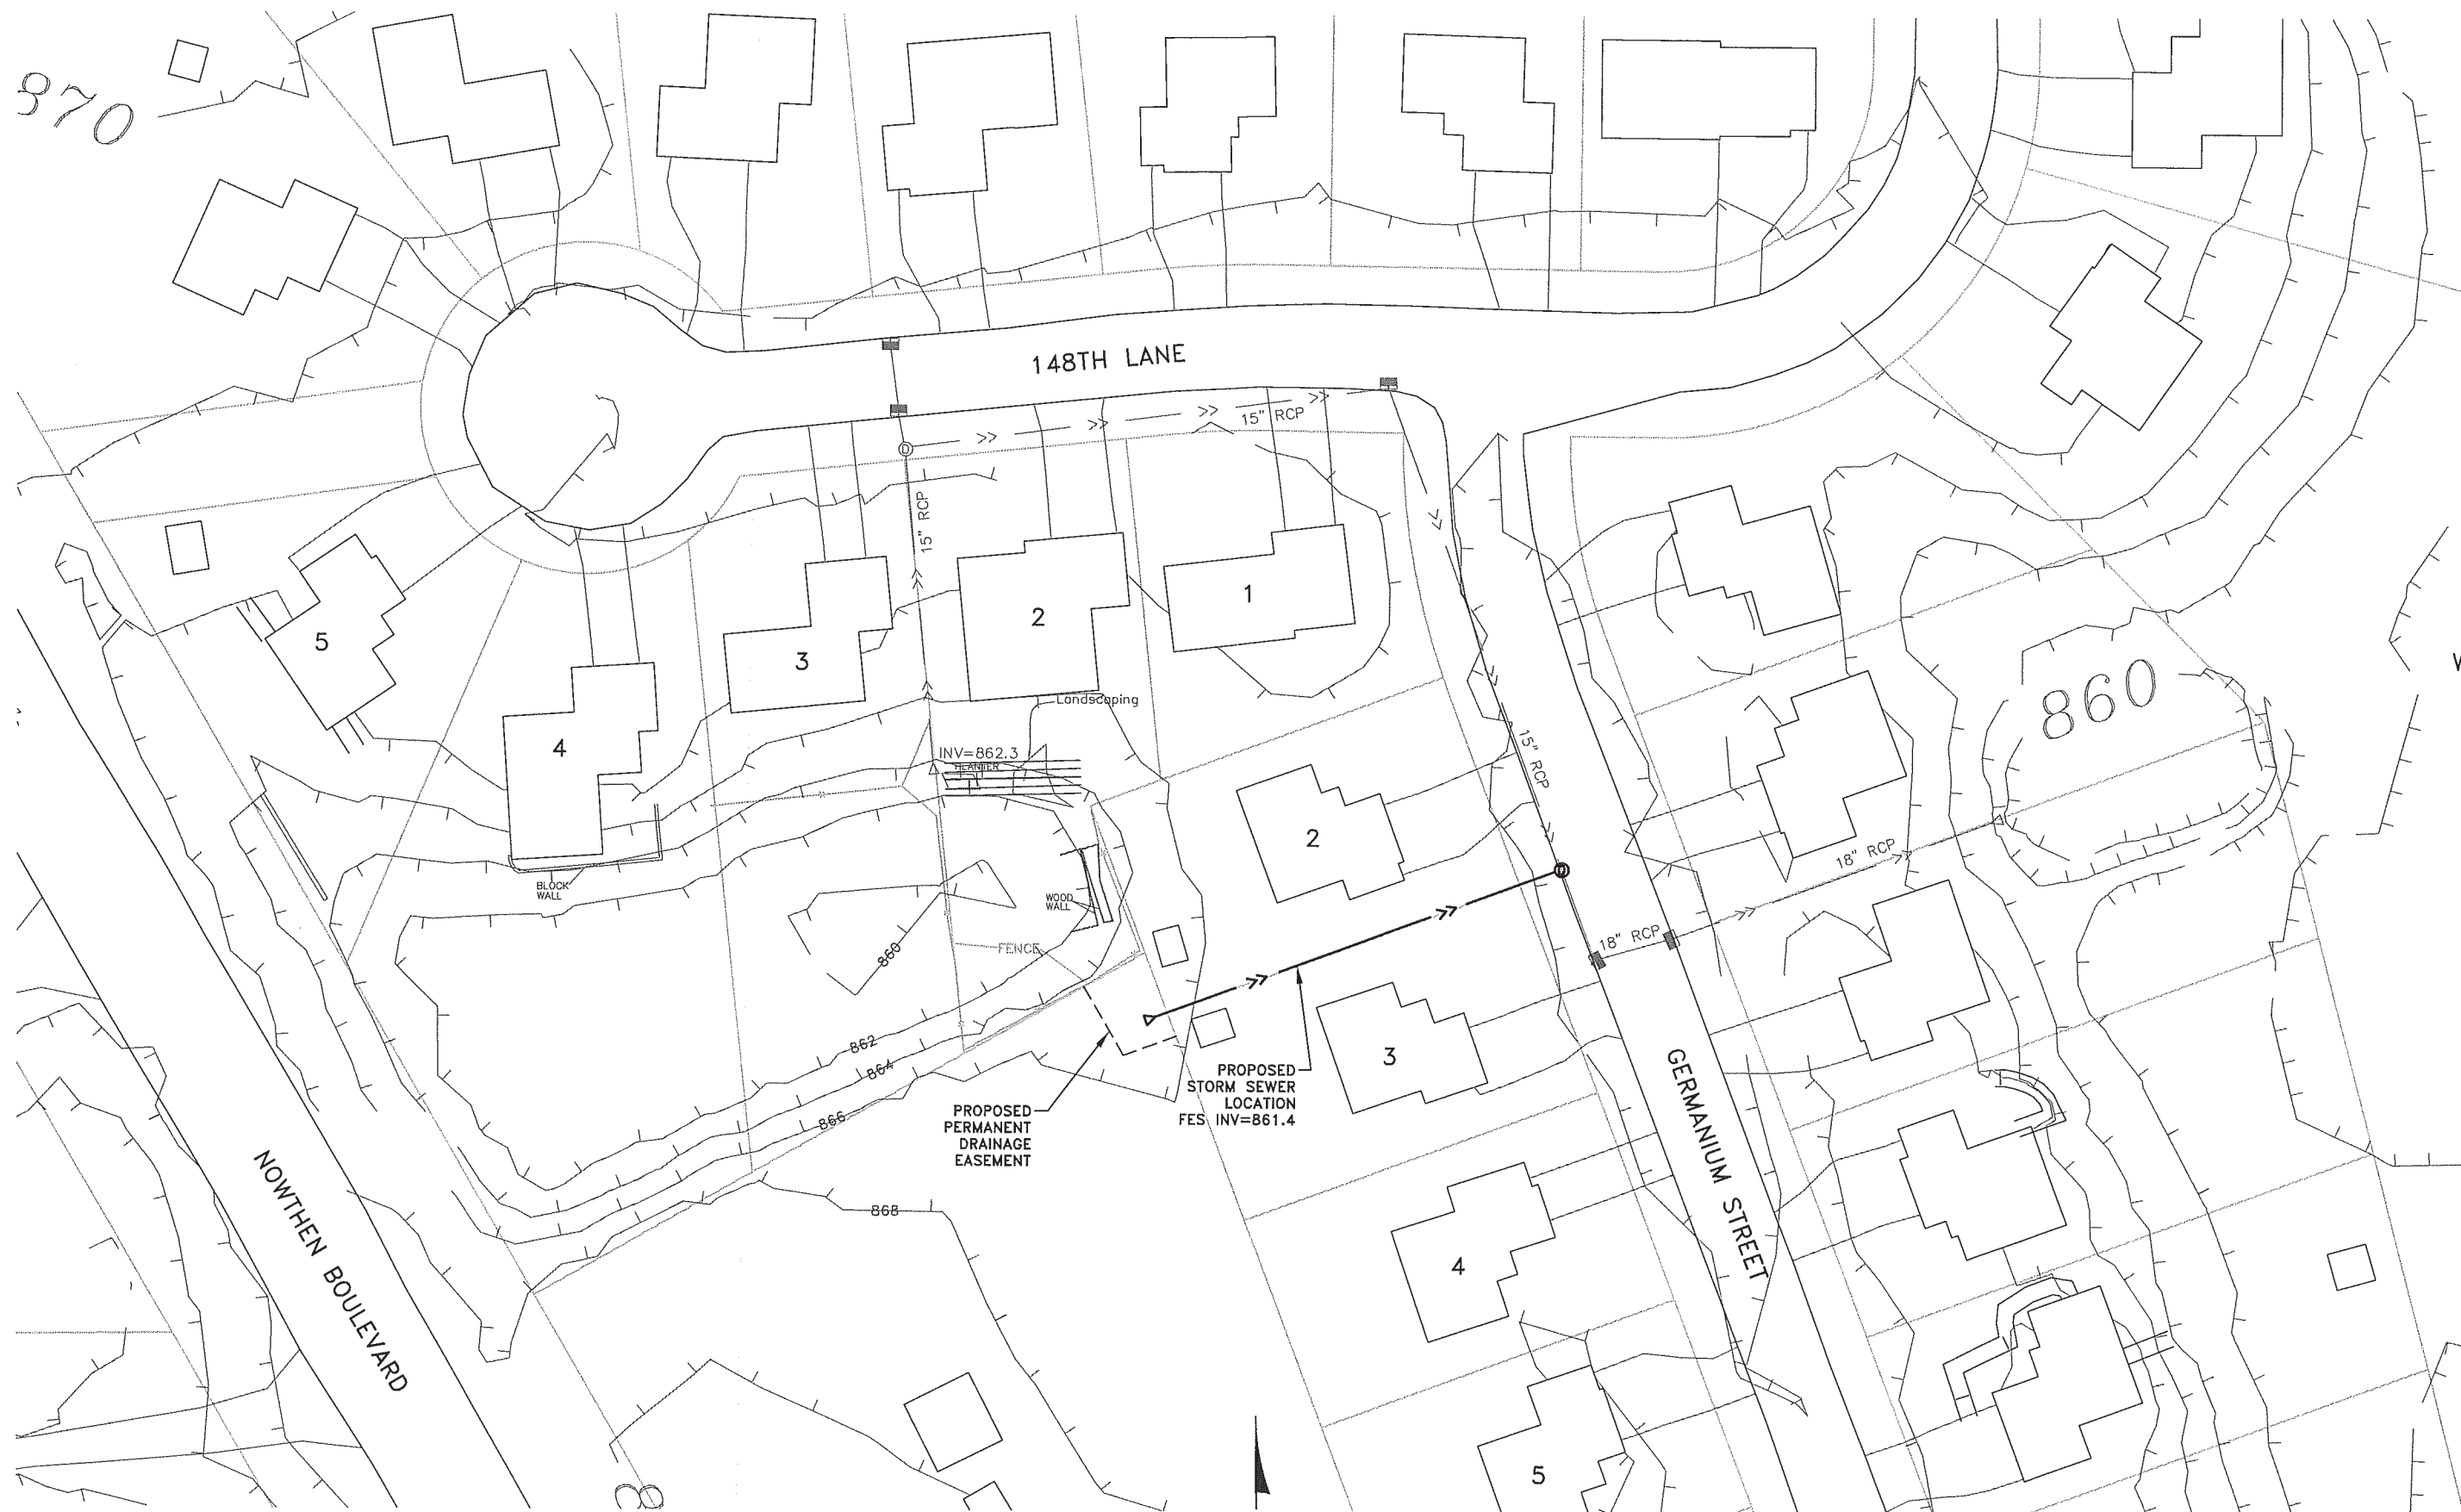 870
148TH LANE
15" RCP
15" RCP
5
3
2
1
4
Landscaping
INV=862.3
PLANTER
860
15" RCP
2
18" RCP
BLOCK
WALL
WOOD
WALL
FENCE
860
18" RCP
862
864
866
3
PROPOSED
STORM SEWER
LOCATION
FES INV=861.4
PROPOSED
PERMANENT
DRAINAGE
EASEMENT
GERMANIUM STREET
NOWTHEN BOULEVARD
868
4
5